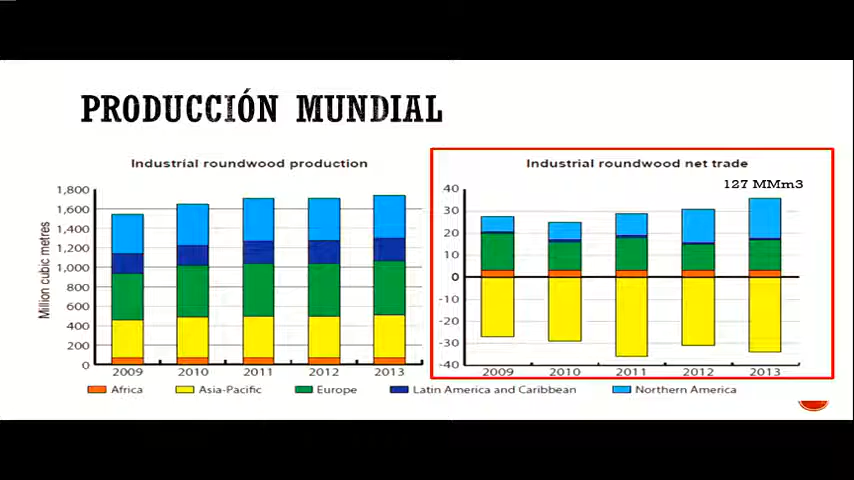 PRODUCCIÓN MUNDIAL
Industrial roundwood production
Million cubic metres
1,800
1,600
1,400
1,200
1,000
800
600
400
200
0
2009 2010 2011 2012 2013
Industrial roundwood net trade
127 MMm3
40
30
20
10
0
-10
-20
-30
-40
2009 2010 2011 2012 2013
Africa Asia-Pacific Europe Latin America and Caribbean Northern America